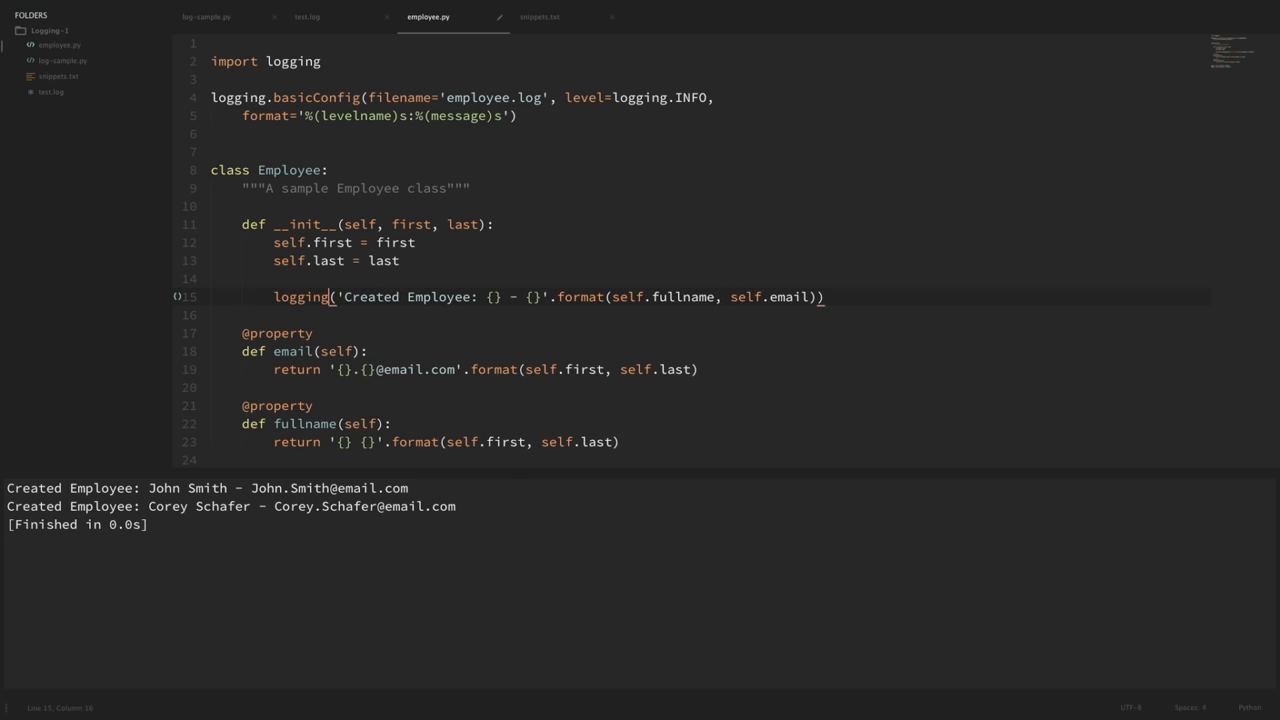 FOLDERS
Logging-1
employee.py
log-sample.py
snippets.txt
test.log
log-sample.py × test.log × employee.py snippets.txt ×
1
2 import logging
3
4 logging.basicConfig(filename='employee.log', level=logging.INFO,
5 format='%(levelname)s:%(message)s')
6
7
8 class Employee:
9 """A sample Employee class"""
10
11 def __init__(self, first, last):
12 self.first = first
13 self.last = last
14
15 logging('Created Employee: {} - {}'.format(self.fullname, self.email))
16
17 @property
18 def email(self):
19 return '{}.{}@email.com'.format(self.first, self.last)
20
21 @property
22 def fullname(self):
23 return '{} {}'.format(self.first, self.last)
24
Created Employee: John Smith - John.Smith@email.com
Created Employee: Corey Schafer - Corey.Schafer@email.com
[Finished in 0.0s]
Line 15, Column 16 UTF-8 Spaces: 4 Python